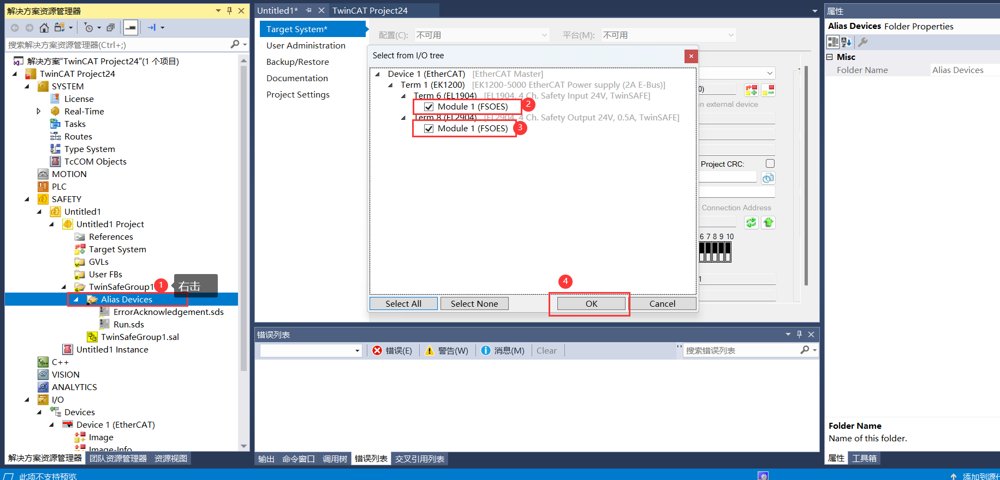 解决方案资源管理器
搜索解决方案资源管理器(Ctrl+;)
解决方案"TwinCAT Project24"(1 个项目)
TwinCAT Project24
SYSTEM
License
Real-Time
Tasks
Routes
Type System
TcCOM Objects
MOTION
PLC
SAFETY
Untitled1
Untitled1 Project
References
Target System
GVLs
User FBs
TwinSafeGroup1
1
右击
Alias Devices
ErrorAcknowledgement.sds
Run.sds
TwinSafeGroup1.sal
Untitled1 Instance
C++
VISION
ANALYTICS
I/O
Devices
Device 1 (EtherCAT)
Image
Image-Info
解决方案资源管理器 团队资源管理器 资源视图
此项不支持预览
Untitled1* TwinCAT Project24
Target System*
User Administration
Backup/Restore
Documentation
Project Settings
配置(C): 不可用 平台(M): 不可用
Select from I/O tree
Device 1 (EtherCAT) [EtherCAT Master]
Term 1 (EK1200) [EK1200-5000 EtherCAT Power supply (2A E-Bus)]
Term 6 (EL1904) [EL1904, 4 Ch. Safety Input 24V, TwinSAFE]
Module 1 (FSOES) 2
Term 8 (EL2904) [EL2904, 4 Ch. Safety Output 24V, 0.5A, TwinSAFE]
Module 1 (FSOES) 3
4
Select All Select None OK Cancel
0)
n external device
Project CRC:
Connection Address
6 7 8 9 10
1
错误列表
错误(E) 警告(W) 消息(M) Clear 搜索错误列表
输出 命令窗口 调用树 错误列表 交叉引用列表
属性
Alias Devices Folder Properties
Misc
Folder Name Alias Devices
Folder Name
Name of this folder.
属性 工具箱
添加到源代